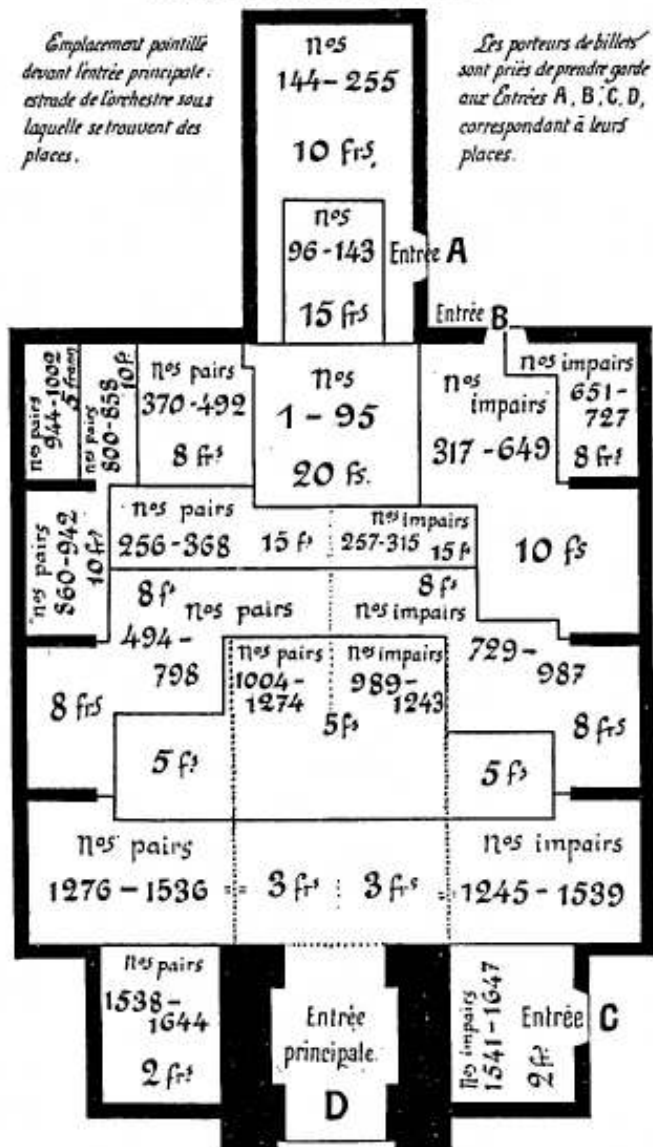 Emplacement pointillé
devant l'entrée principale:
estrade de l'orchestre sous
laquelle se trouvent des
places.
Les porteurs de billets
sont priés de prendre garde
aux Entrées A, B, C, D,
correspondant à leurs
places.
Nos
144-255
10 frs.
Nos
96-143
15 frs
Entrée A
Entrée B
Nos pairs
944-1002
5 francs
Nos pairs
800-858
10 f.
Nos pairs
370-492
8 frs
Nos
1-95
20 fs.
Nos
impairs
317-649
10 fs
Nos impairs
651-
727
8 frs
Nos pairs
860-942
10 frs
Nos pairs
256-368 15 fs
Nos impairs
257-315 15 f.
8 fs
Nos pairs
494-
798
8 frs
8 fs
Nos impairs
729-
987
8 frs
Nos pairs
1004-
1274
Nos impairs
989-
1243
5 fs
5 fs
5 fs
Nos pairs
1276-1536 = 3 frs
Nos impairs
3 frs = 1245-1539
Nos pairs
1538-
1644
2 frs
Entrée
principale.
D
Nos impairs
1541-1647
2 fr.
Entrée C